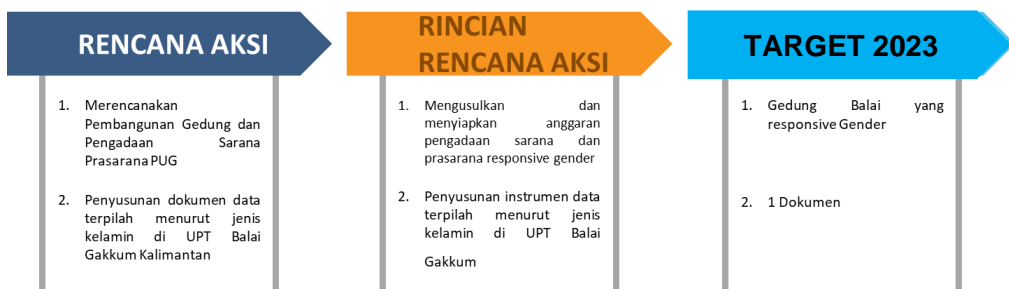 RENCANA AKSI
1. Merencanakan
Pembangunan Gedung dan
Pengadaan Sarana
Prasarana PUG
2. Penyusunan dokumen data
terpilah menurut jenis
kelamin di UPT Balai
Gakkum Kalimantan
RINCIAN
RENCANA AKSI
1. Mengusulkan dan
menyiapkan anggaran
pengadaan sarana dan
prasarana responsive gender
2. Penyusunan instrumen data
terpilah menurut jenis
kelamin di UPT Balai
Gakkum
TARGET 2023
1. Gedung Balai yang
responsive Gender
2. 1 Dokumen